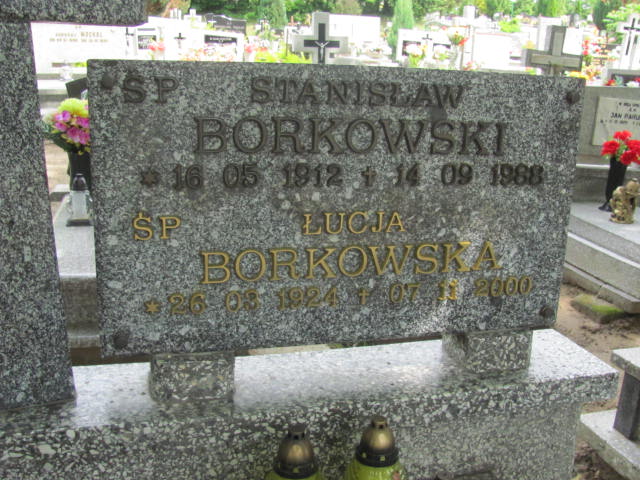 ŚP STANISŁAW
BORKOWSKI
* 16 05 1912 + 14 09 1988
ŚP ŁUCJA
BORKOWSKA
* 26 03 1924 + 07 11 2000